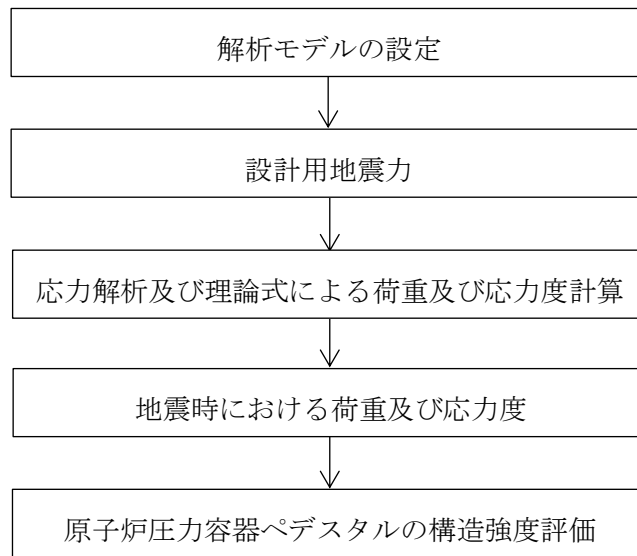 解析モデルの設定
設計用地震力
応力解析及び理論式による荷重及び応力度計算
地震時における荷重及び応力度
原子炉圧力容器ペデスタルの構造強度評価